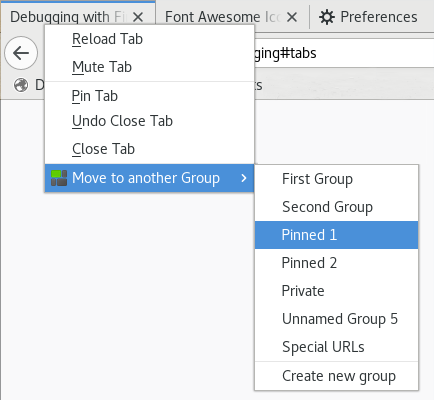 Debugging with Fi
Font Awesome Ico
Preferences
Reload Tab
ging#tabs
Mute Tab
Pin Tab
Undo Close Tab
Close Tab
Move to another Group
First Group
Second Group
Pinned 1
Pinned 2
Private
Unnamed Group 5
Special URLs
Create new group